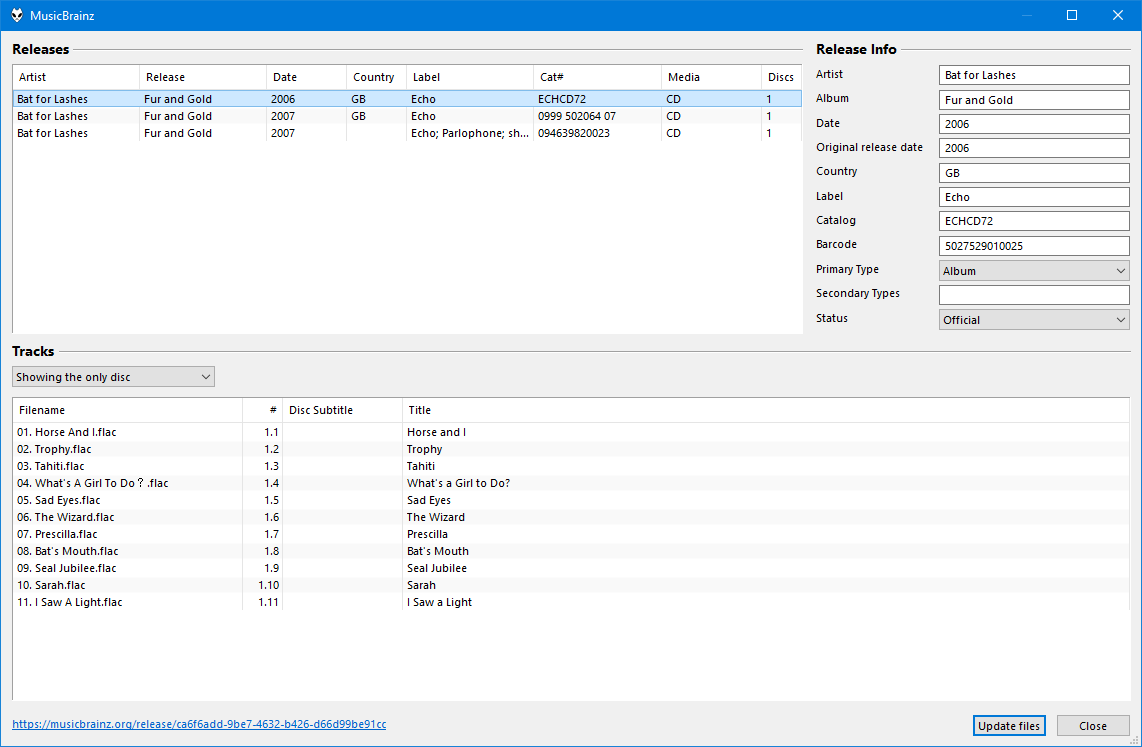 MusicBrainz
Releases
Artist Release Date Country Label Cat# Media Discs
Bat for Lashes Fur and Gold 2006 GB Echo ECHCD72 CD 1
Bat for Lashes Fur and Gold 2007 GB Echo 0999 502064 07 CD 1
Bat for Lashes Fur and Gold 2007 Echo; Parlophone; sh... 094639820023 CD 1
Release Info
Artist Bat for Lashes
Album Fur and Gold
Date 2006
Original release date 2006
Country GB
Label Echo
Catalog ECHCD72
Barcode 5027529010025
Primary Type Album
Secondary Types
Status Official
Tracks
Showing the only disc
Filename # Disc Subtitle Title
01. Horse And I.flac 1.1 Horse and I
02. Trophy.flac 1.2 Trophy
03. Tahiti.flac 1.3 Tahiti
04. What's A Girl To Do？.flac 1.4 What's a Girl to Do?
05. Sad Eyes.flac 1.5 Sad Eyes
06. The Wizard.flac 1.6 The Wizard
07. Prescilla.flac 1.7 Prescilla
08. Bat's Mouth.flac 1.8 Bat's Mouth
09. Seal Jubilee.flac 1.9 Seal Jubilee
10. Sarah.flac 1.10 Sarah
11. I Saw A Light.flac 1.11 I Saw a Light
https://musicbrainz.org/release/ca6f6add-9be7-4632-b426-d66d99be91cc
Update files Close